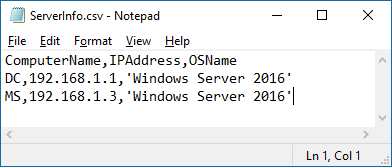 ServerInfo.csv - Notepad
File Edit Format View Help
ComputerName,IPAddress,OSName
DC,192.168.1.1,'Windows Server 2016'
MS,192.168.1.3,'Windows Server 2016'
Ln 1, Col 1